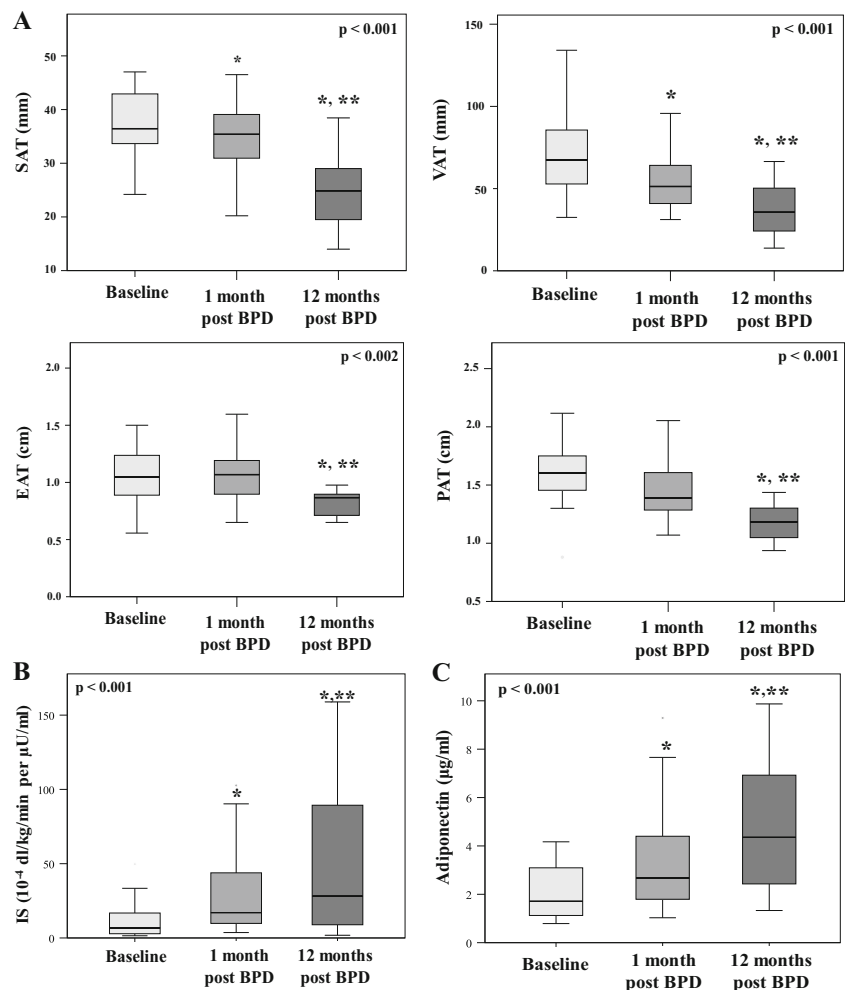 A
p < 0.001
SAT (mm)
50
40
30
20
10
*
*, **
Baseline
1 month
post BPD
12 months
post BPD
p < 0.001
VAT (mm)
150
100
50
0
*
*, **
Baseline
1 month
post BPD
12 months
post BPD
p < 0.002
EAT (cm)
2.0
1.5
1.0
0.5
0.0
*, **
Baseline
1 month
post BPD
12 months
post BPD
p < 0.001
PAT (cm)
2.5
2.0
1.5
1.0
0.5
*, **
Baseline
1 month
post BPD
12 months
post BPD
B
p < 0.001
IS (10⁻⁴ dl/kg/min per µU/ml)
150
100
50
0
*
*,**
Baseline
1 month
post BPD
12 months
post BPD
C
p < 0.001
Adiponectin (µg/ml)
10
8
6
4
2
0
*
*,**
Baseline
1 month
post BPD
12 months
post BPD